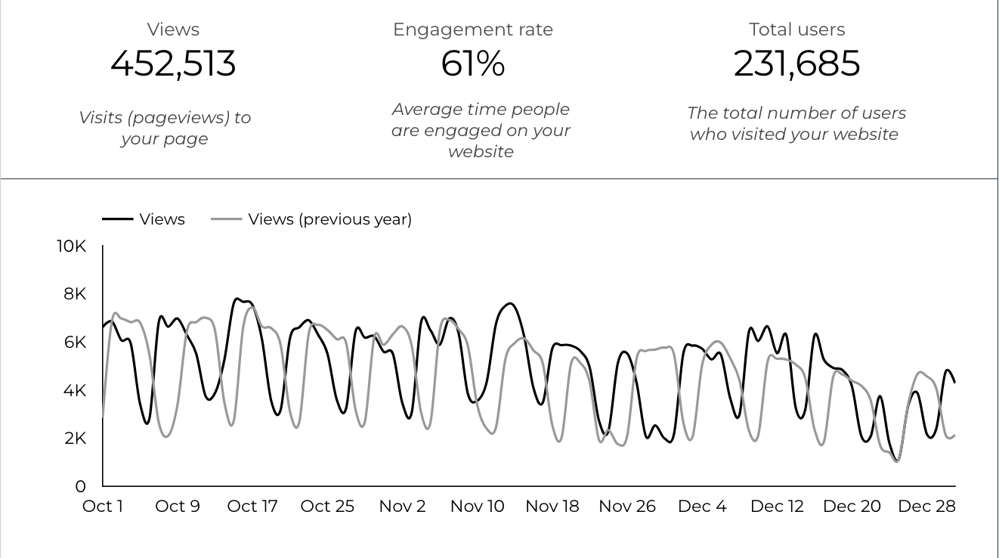 Views
452,513
Visits (pageviews) to
your page
Engagement rate
61%
Average time people
are engaged on your
website
Total users
231,685
The total number of users
who visited your website
Views
Views (previous year)
10K
8K
6K
4K
2K
0
Oct 1 Oct 9 Oct 17 Oct 25 Nov 2 Nov 10 Nov 18 Nov 26 Dec 4 Dec 12 Dec 20 Dec 28